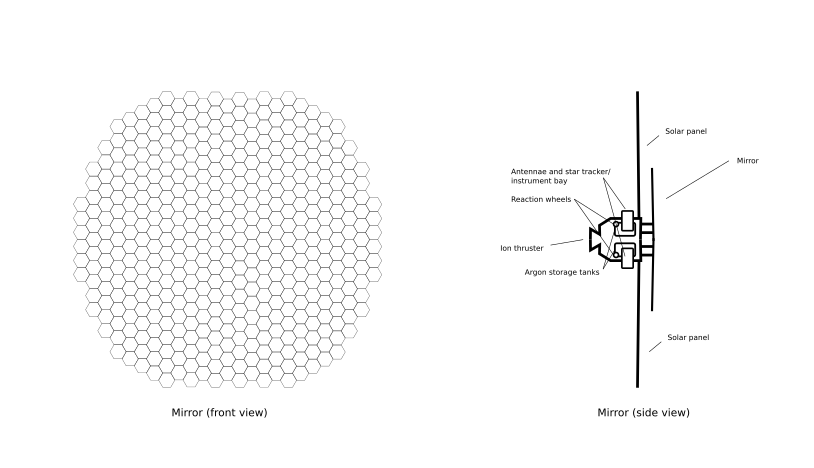 Solar panel
Mirror
Antennae and star tracker/
instrument bay
Reaction wheels
Ion thruster
Argon storage tanks
Solar panel
Mirror (front view)
Mirror (side view)